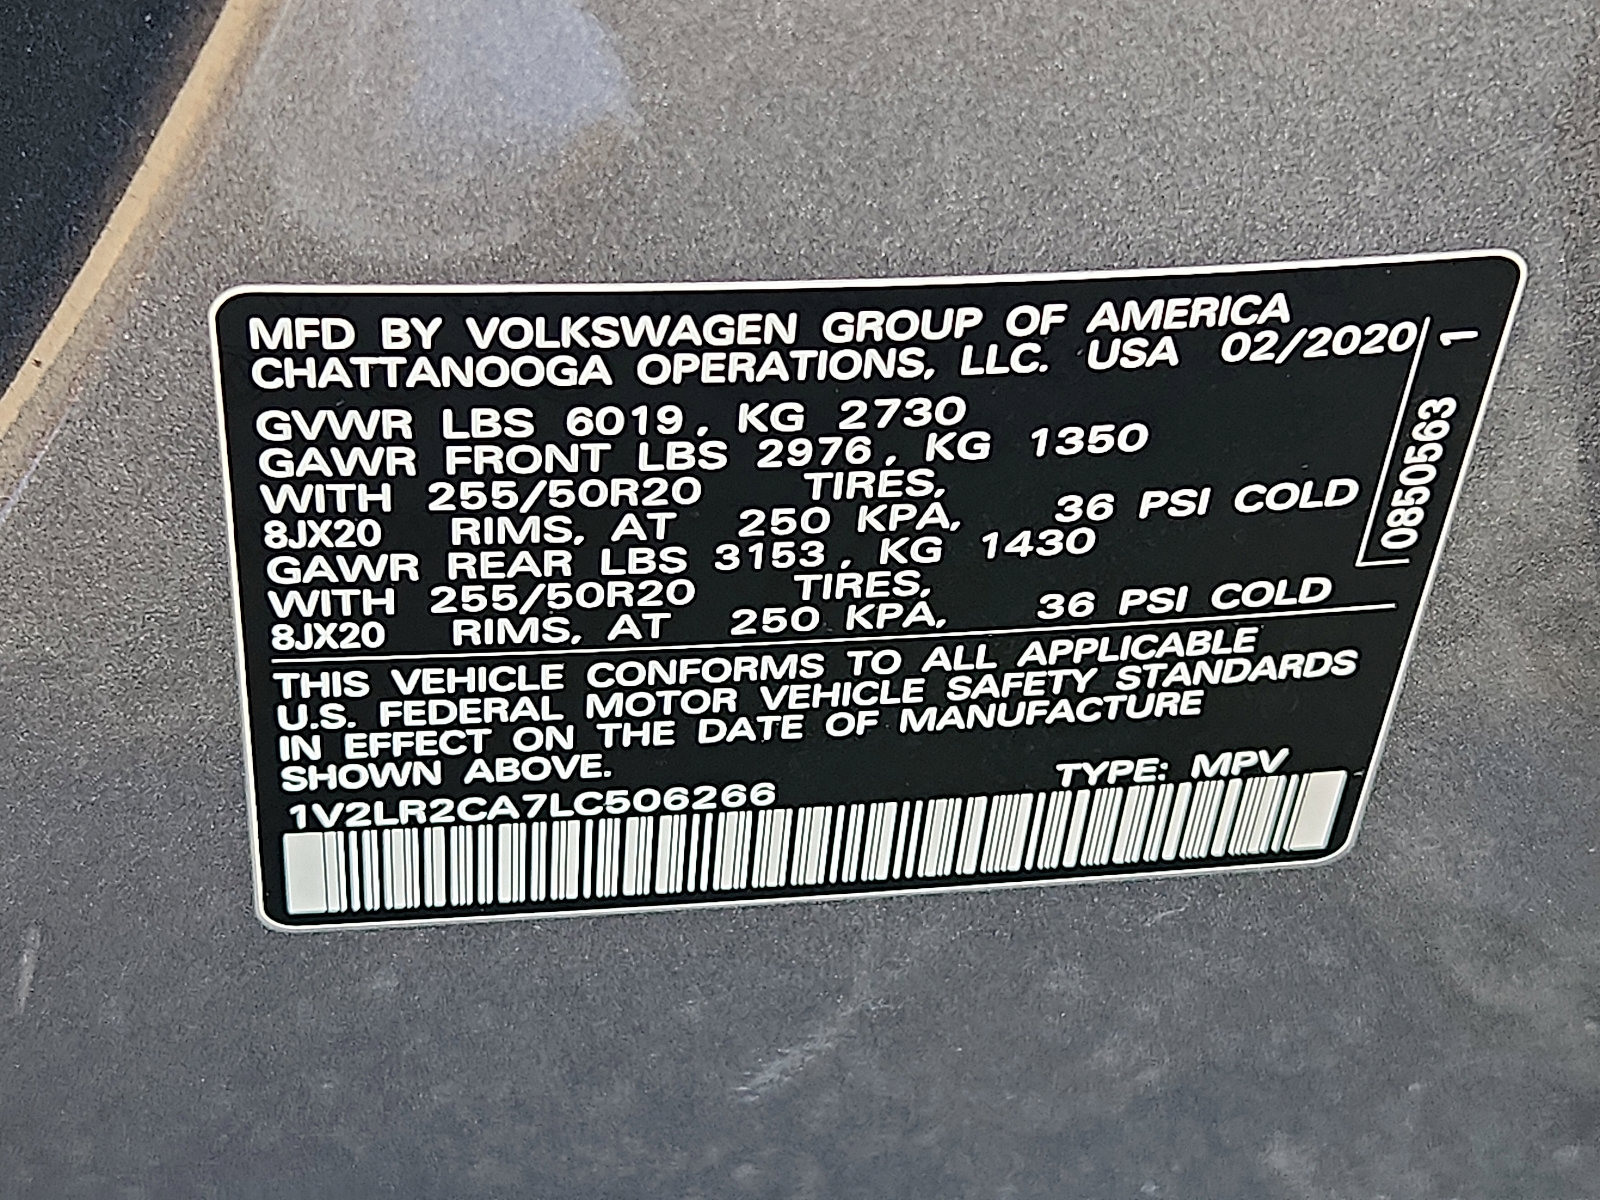 MFD BY VOLKSWAGEN GROUP OF AMERICA
CHATTANOOGA OPERATIONS, LLC. USA 02/2020
GVWR LBS 6019, KG 2730
GAWR FRONT LBS 2976, KG 1350
WITH 255/50R20 TIRES,
8JX20 RIMS, AT 250 KPA, 36 PSI COLD
GAWR REAR LBS 3153, KG 1430
WITH 255/50R20 TIRES,
8JX20 RIMS, AT 250 KPA, 36 PSI COLD
THIS VEHICLE CONFORMS TO ALL APPLICABLE
U.S. FEDERAL MOTOR VEHICLE SAFETY STANDARDS
IN EFFECT ON THE DATE OF MANUFACTURE
SHOWN ABOVE.
1V2LR2CA7LC506266 TYPE: MPV
0850563 1